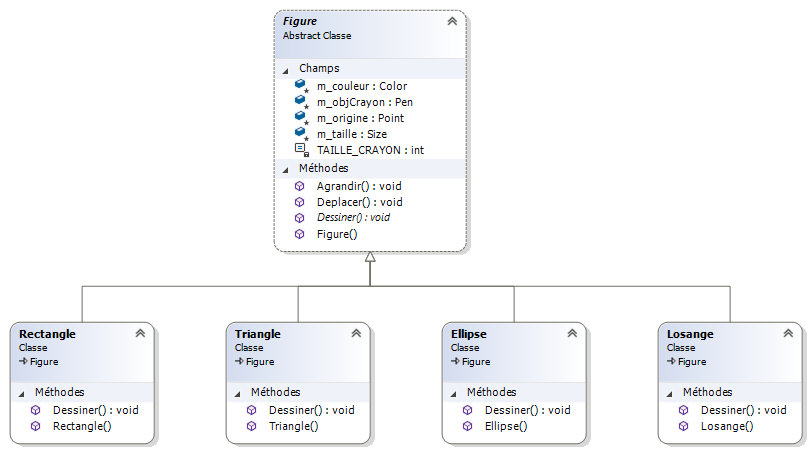 Figure
Abstract Classe
Champs
m_couleur : Color
m_objCrayon : Pen
m_origine : Point
m_taille : Size
TAILLE_CRAYON : int
Méthodes
Agrandir() : void
Deplacer() : void
Dessiner() : void
Figure()
Rectangle
Classe
Figure
Méthodes
Dessiner() : void
Rectangle()
Triangle
Classe
Figure
Méthodes
Dessiner() : void
Triangle()
Ellipse
Classe
Figure
Méthodes
Dessiner() : void
Ellipse()
Losange
Classe
Figure
Méthodes
Dessiner() : void
Losange()